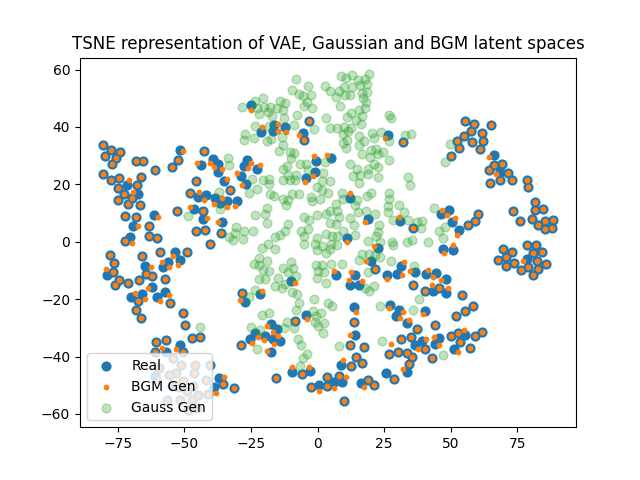 TSNE representation of VAE, Gaussian and BGM latent spaces
60
40
20
0
−20
−40
−60
Real
BGM Gen
Gauss Gen
−75 −50 −25 0 25 50 75